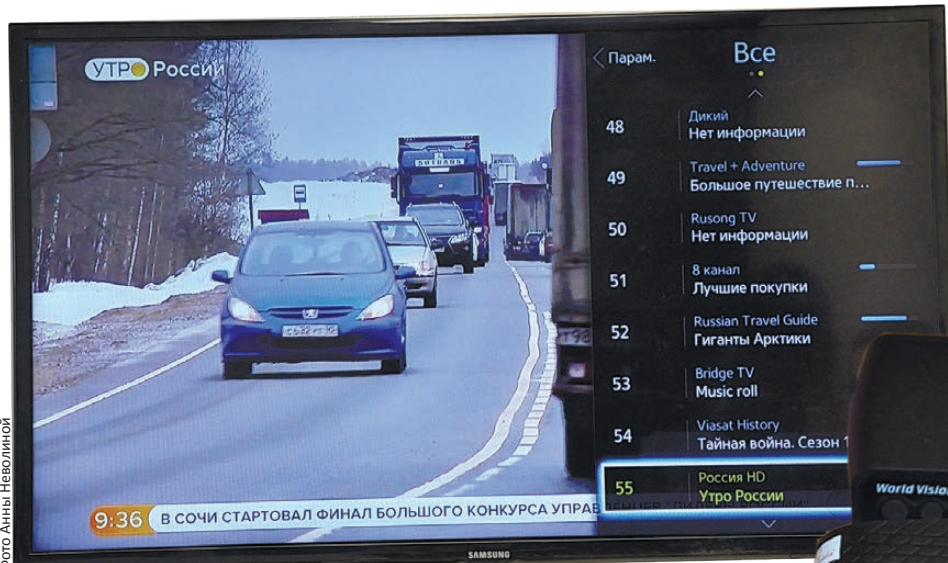 УТРО России
SOTRANS
Парам.
Все
48
Дикий
Нет информации
49
Travel + Adventure
Большое путешествие п...
50
Rusong TV
Нет информации
51
8 канал
Лучшие покупки
52
Russian Travel Guide
Гиганты Арктики
53
Bridge TV
Music roll
54
Viasat History
Тайная война. Сезон 1
55
Россия HD
Утро России
9:36
В СОЧИ СТАРТОВАЛ ФИНАЛ БОЛЬШОГО КОНКУРСА
SAMSUNG
World Visio
Фото Анны Неволиной